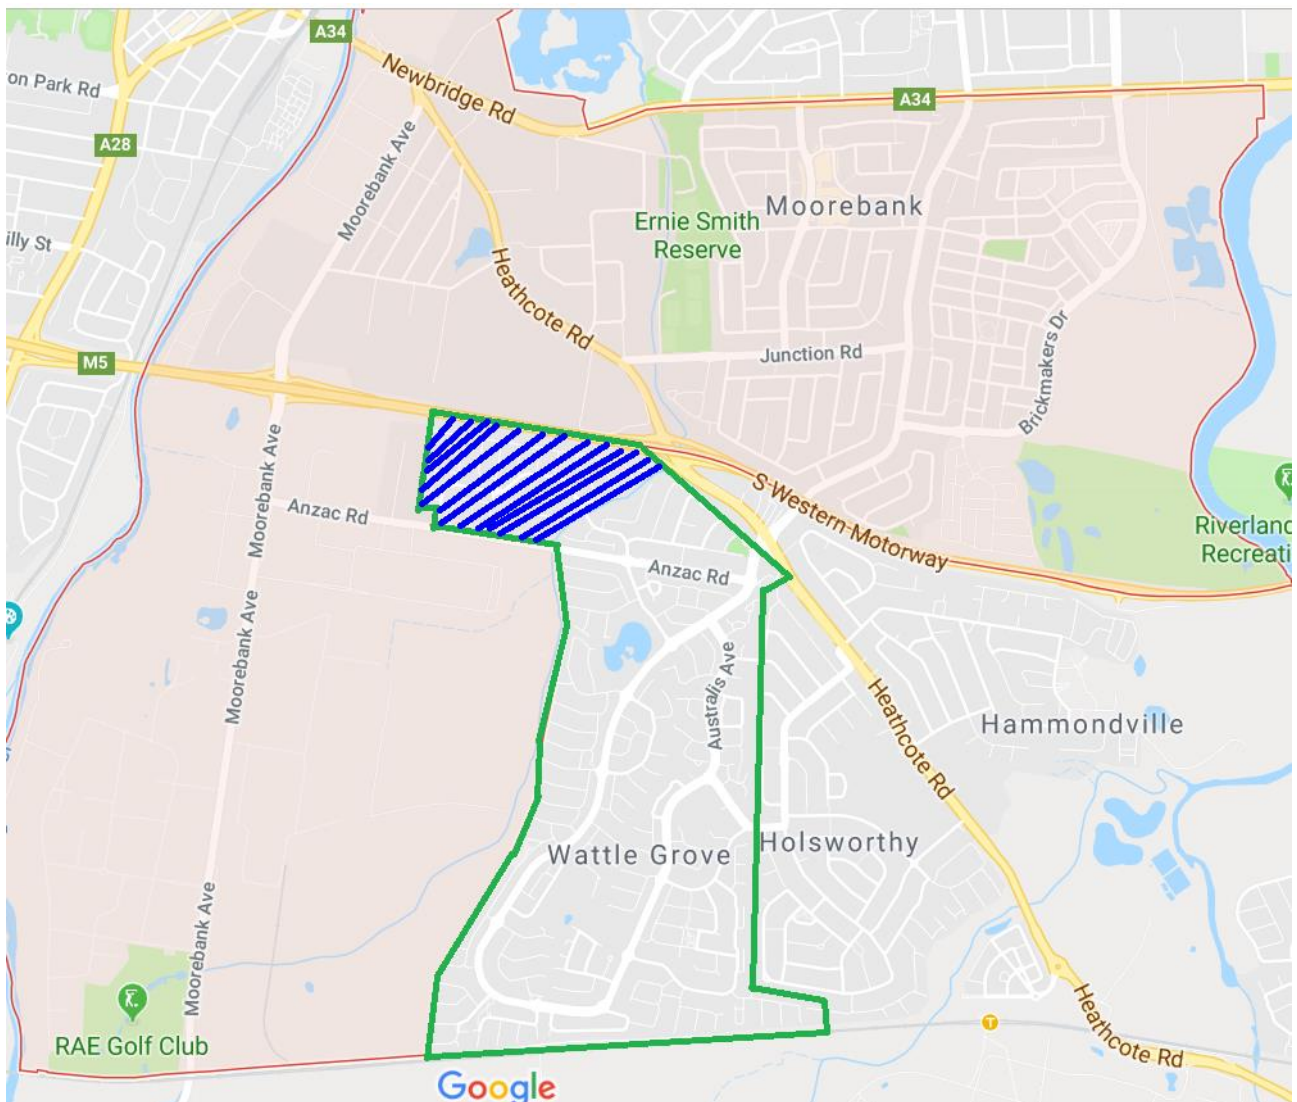 A34
Newbridge Rd
on Park Rd
A34
A28
Moorebank Ave
Moorebank
Ernie Smith
Reserve
illy St
Heathcote Rd
Brickmakers Dr
Junction Rd
M5
Moorebank Ave
S Western Motorway
Riverlan
Recreati
Anzac Rd
Anzac Rd
Moorebank Ave
Australis Ave
Heathcote Rd
Hammondville
Wattle Grove
Holsworthy
Moorebank Ave
T
Heathcote Rd
RAE Golf Club
Google